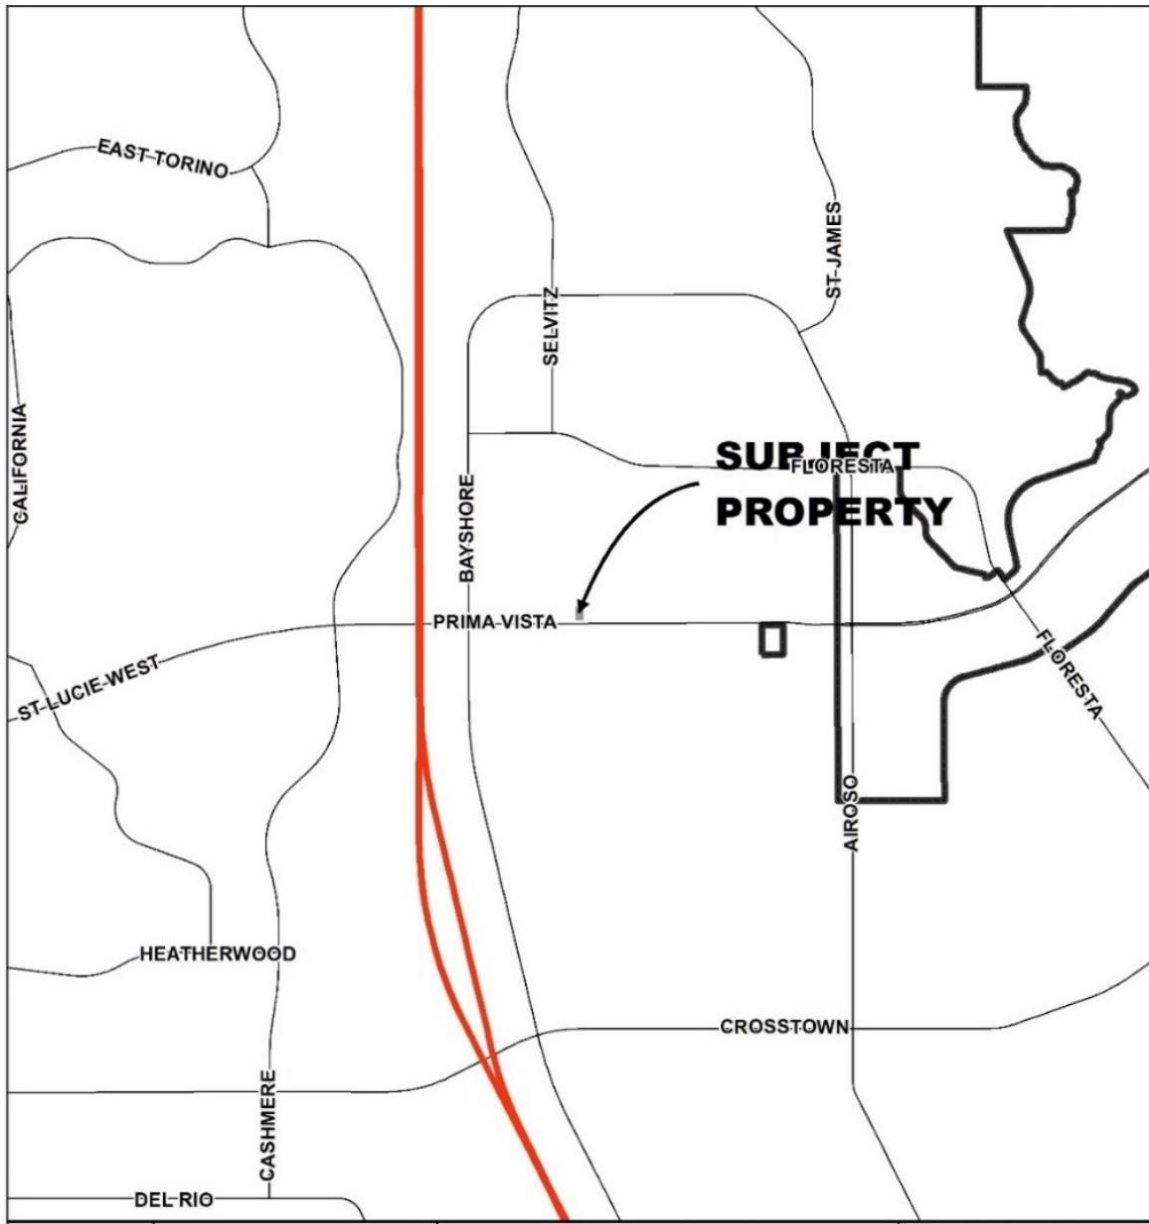 EAST TORINO
ST JAMES
SELVITZ
CALIFORNIA
SUBJECT
FLORESTA
PROPERTY
BAYSHORE
PRIMA VISTA
FLORESTA
ST LUCIE WEST
AIROSO
HEATHERWOOD
CROSSTOWN
CASHMERE
DEL RIO